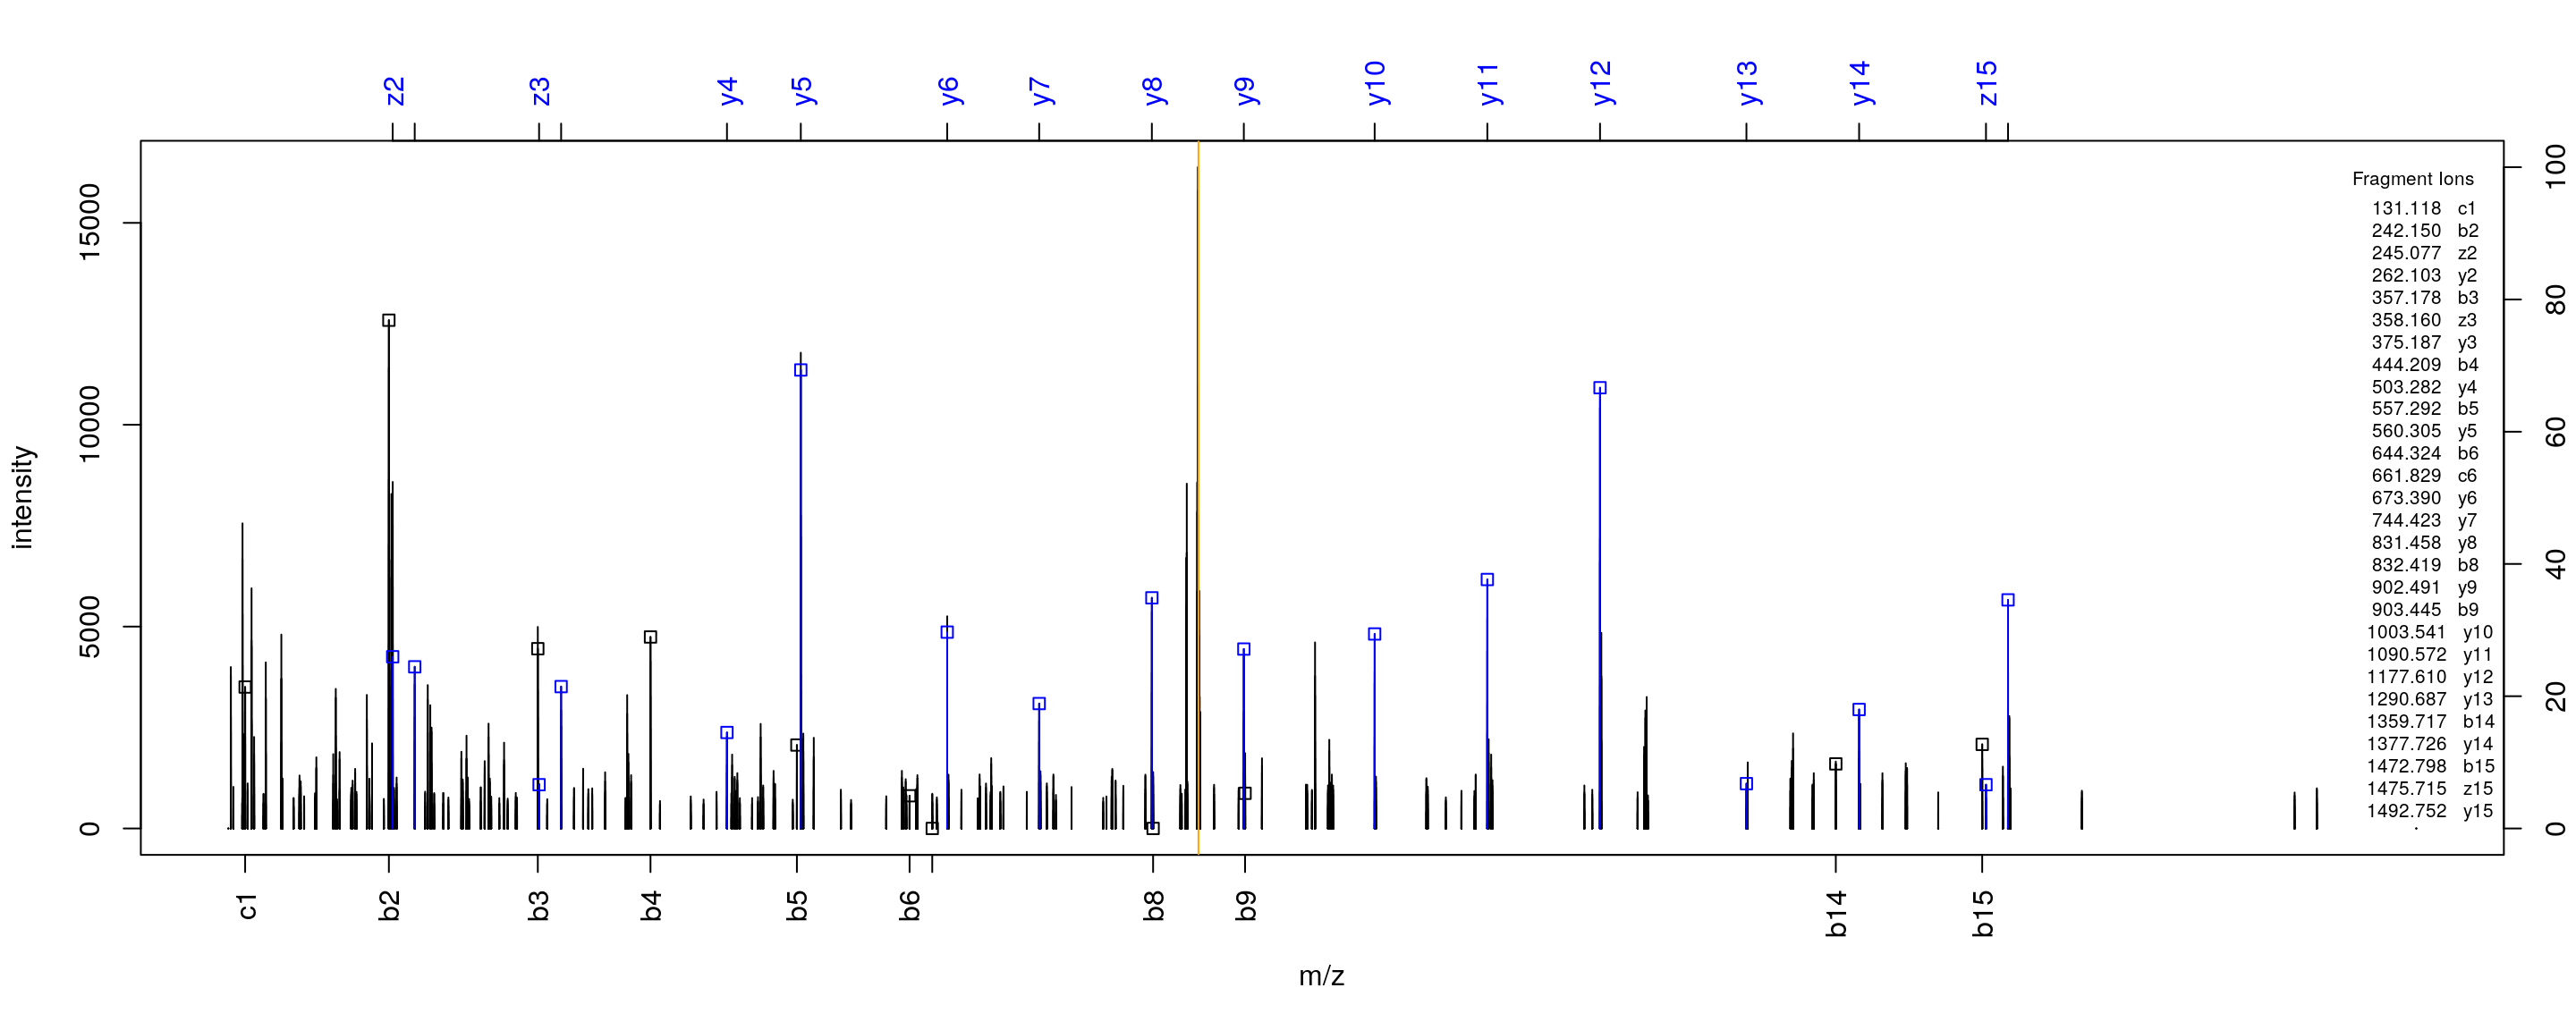 z2 z3 y4 y5 y6 y7 y8 y9 y10 y11 y12 y13 y14 z15
intensity
15000
10000
5000
0
100
80
60
40
20
0
Fragment Ions
131.118 c1
242.150 b2
245.077 z2
262.103 y2
357.178 b3
358.160 z3
375.187 y3
444.209 b4
503.282 y4
557.292 b5
560.305 y5
644.324 b6
661.829 c6
673.390 y6
744.423 y7
831.458 y8
832.419 b8
902.491 y9
903.445 b9
1003.541 y10
1090.572 y11
1177.610 y12
1290.687 y13
1359.717 b14
1377.726 y14
1472.798 b15
1475.715 z15
1492.752 y15
c1 b2 b3 b4 b5 b6 b8 b9 b14 b15
m/z